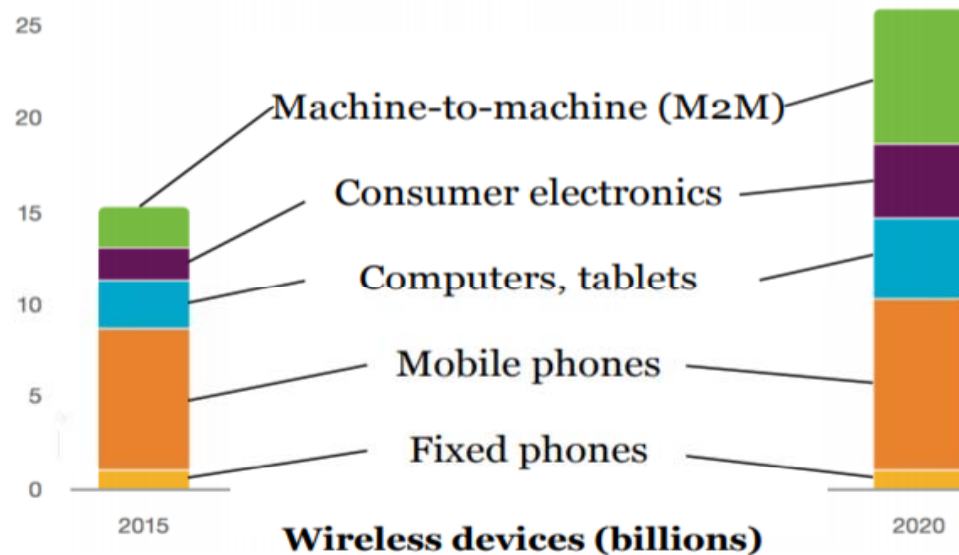 25
20
15
10
5
0
Machine-to-machine (M2M)
Consumer electronics
Computers, tablets
Mobile phones
Fixed phones
2015
2020
Wireless devices (billions)